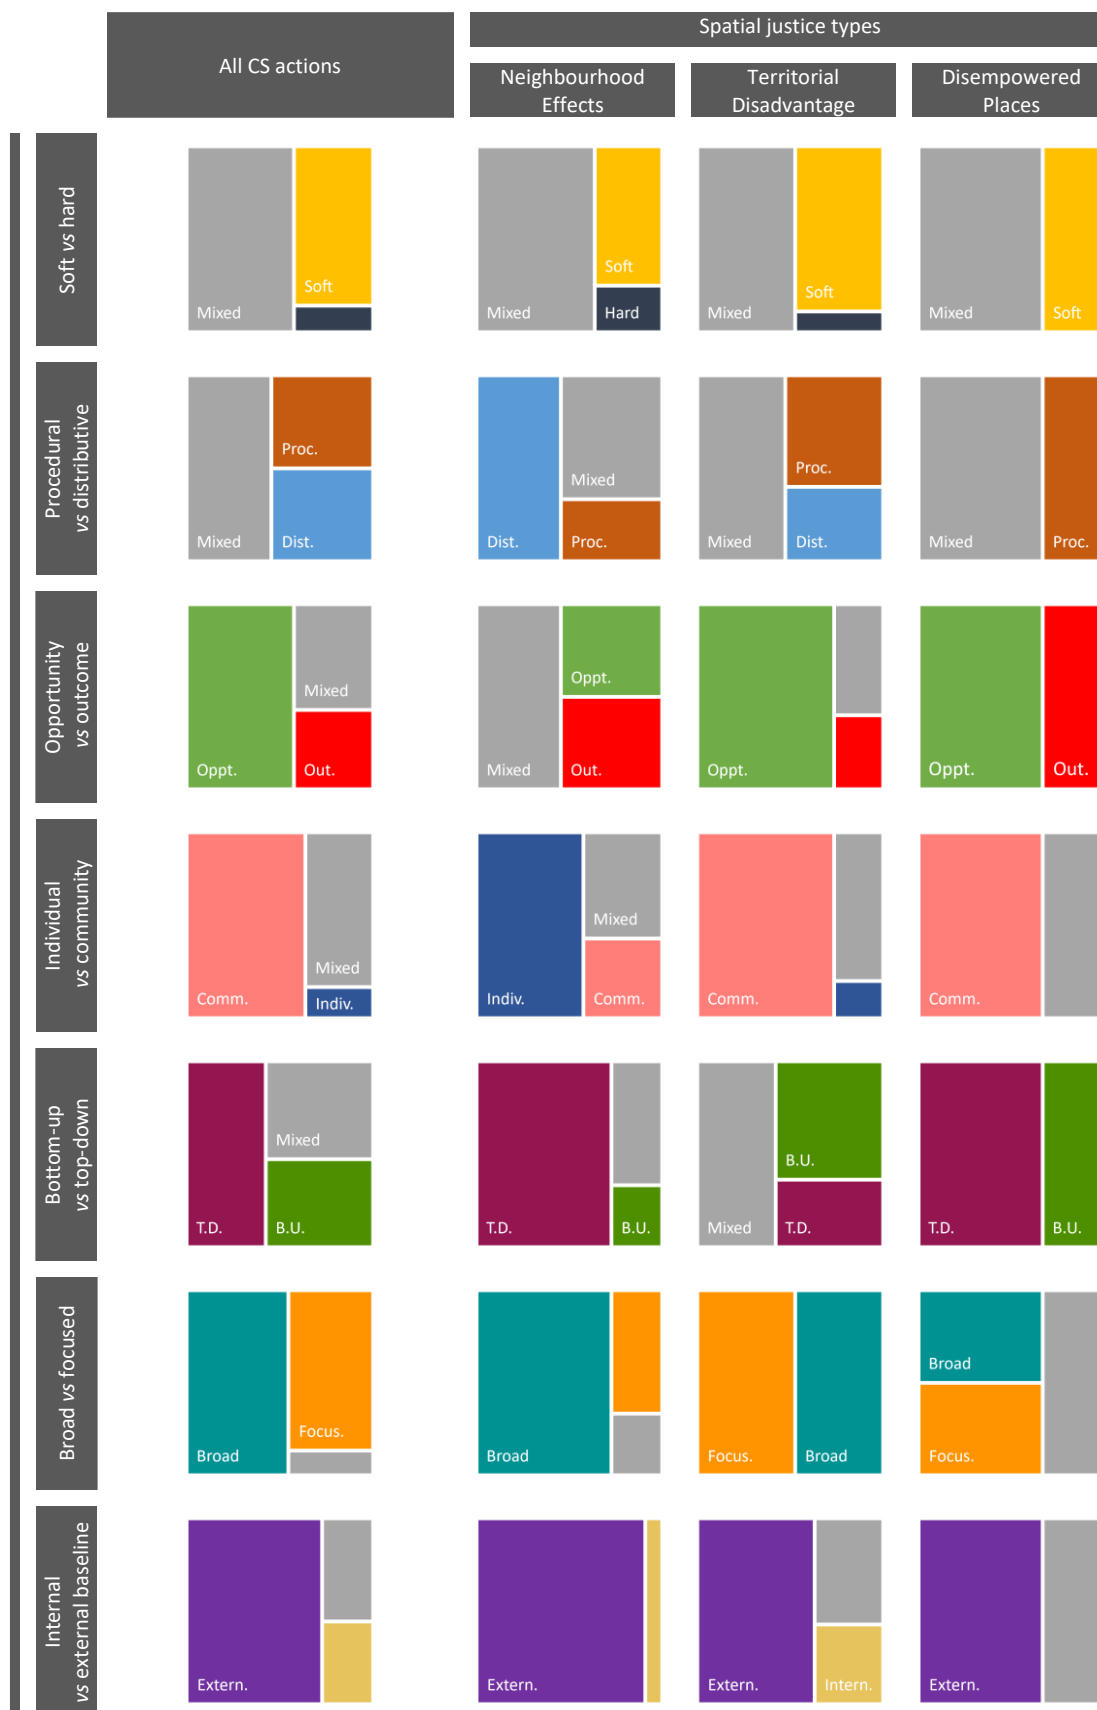 Spatial justice types
All CS actions
Neighbourhood
Effects
Territorial
Disadvantage
Disempowered
Places
Soft vs hard
Mixed
Soft
Mixed
Soft
Hard
Mixed
Soft
Mixed
Soft
Procedural
vs distributive
Mixed
Proc.
Dist.
Dist.
Mixed
Proc.
Mixed
Proc.
Dist.
Mixed
Proc.
Opportunity
vs outcome
Oppt.
Mixed
Out.
Mixed
Oppt.
Out.
Oppt.
Oppt.
Out.
Individual
vs community
Comm.
Mixed
Indiv.
Indiv.
Mixed
Comm.
Comm.
Comm.
Bottom-up
vs top-down
T.D.
Mixed
B.U.
T.D.
B.U.
Mixed
B.U.
T.D.
T.D.
B.U.
Broad vs focused
Broad
Focus.
Broad
Focus.
Broad
Broad
Focus.
Internal
vs external baseline
Extern.
Extern.
Extern.
Intern.
Extern.